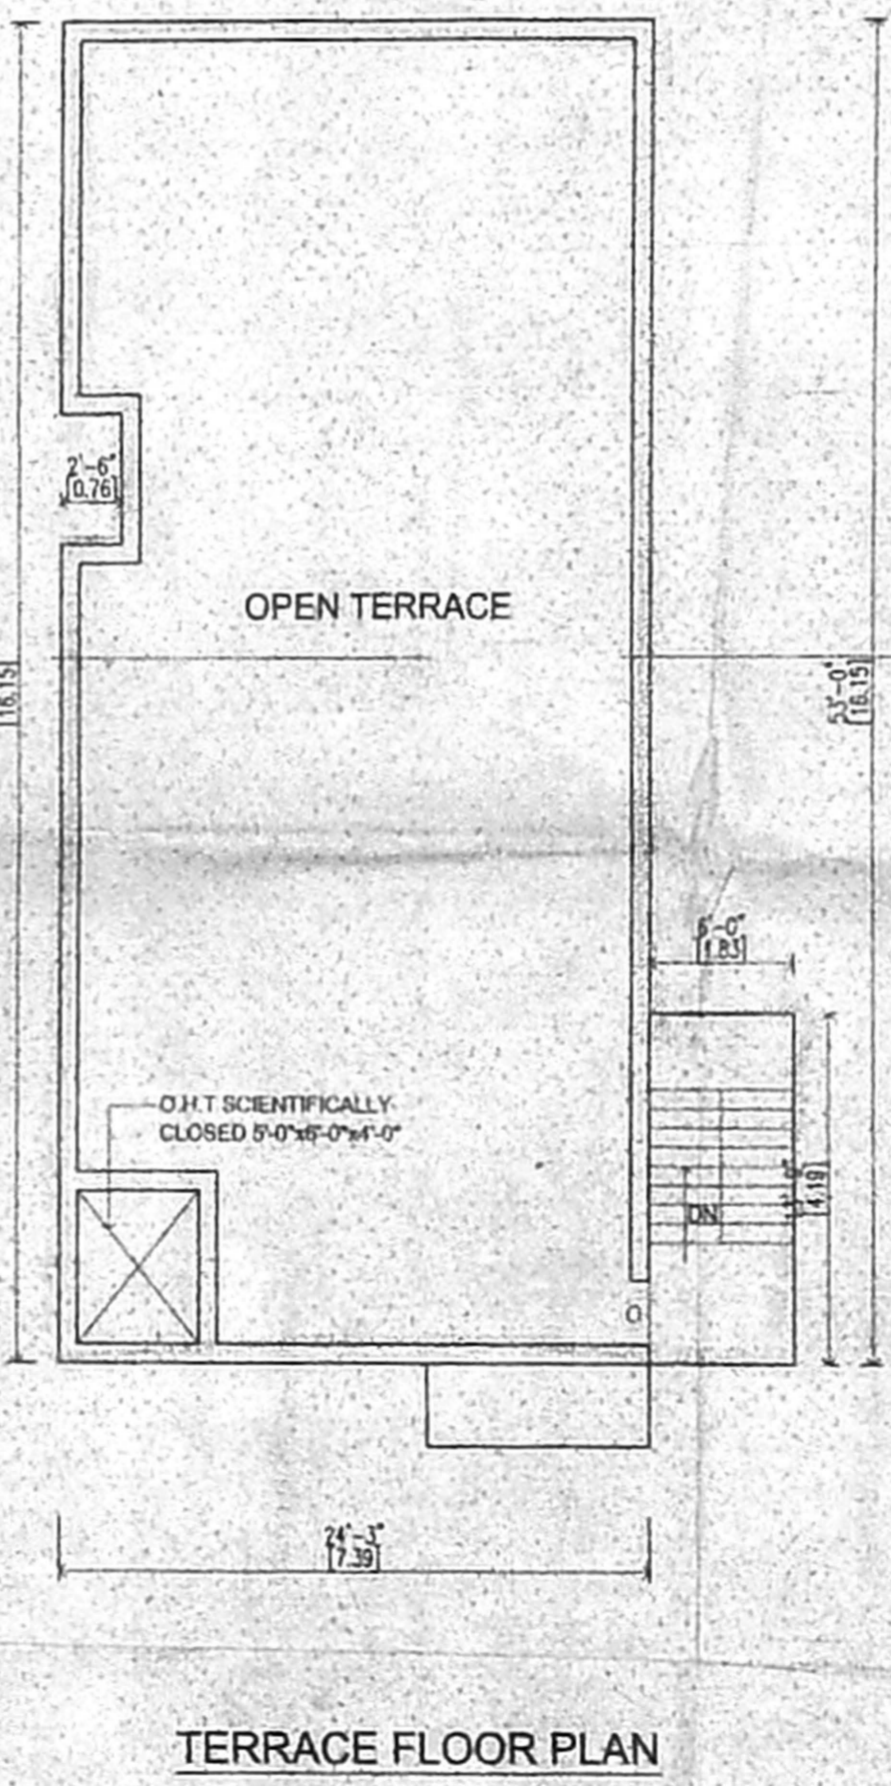 2'-6"
[0.76]
OPEN TERRACE
[16.15]
53'-0"
[16.15]
6'-0"
[1.83]
O.H.T SCIENTIFICALLY
CLOSED 5'-0"x6'-0"x4'-0"
[4.19]
DN
O
24'-3"
[7.39]
TERRACE FLOOR PLAN